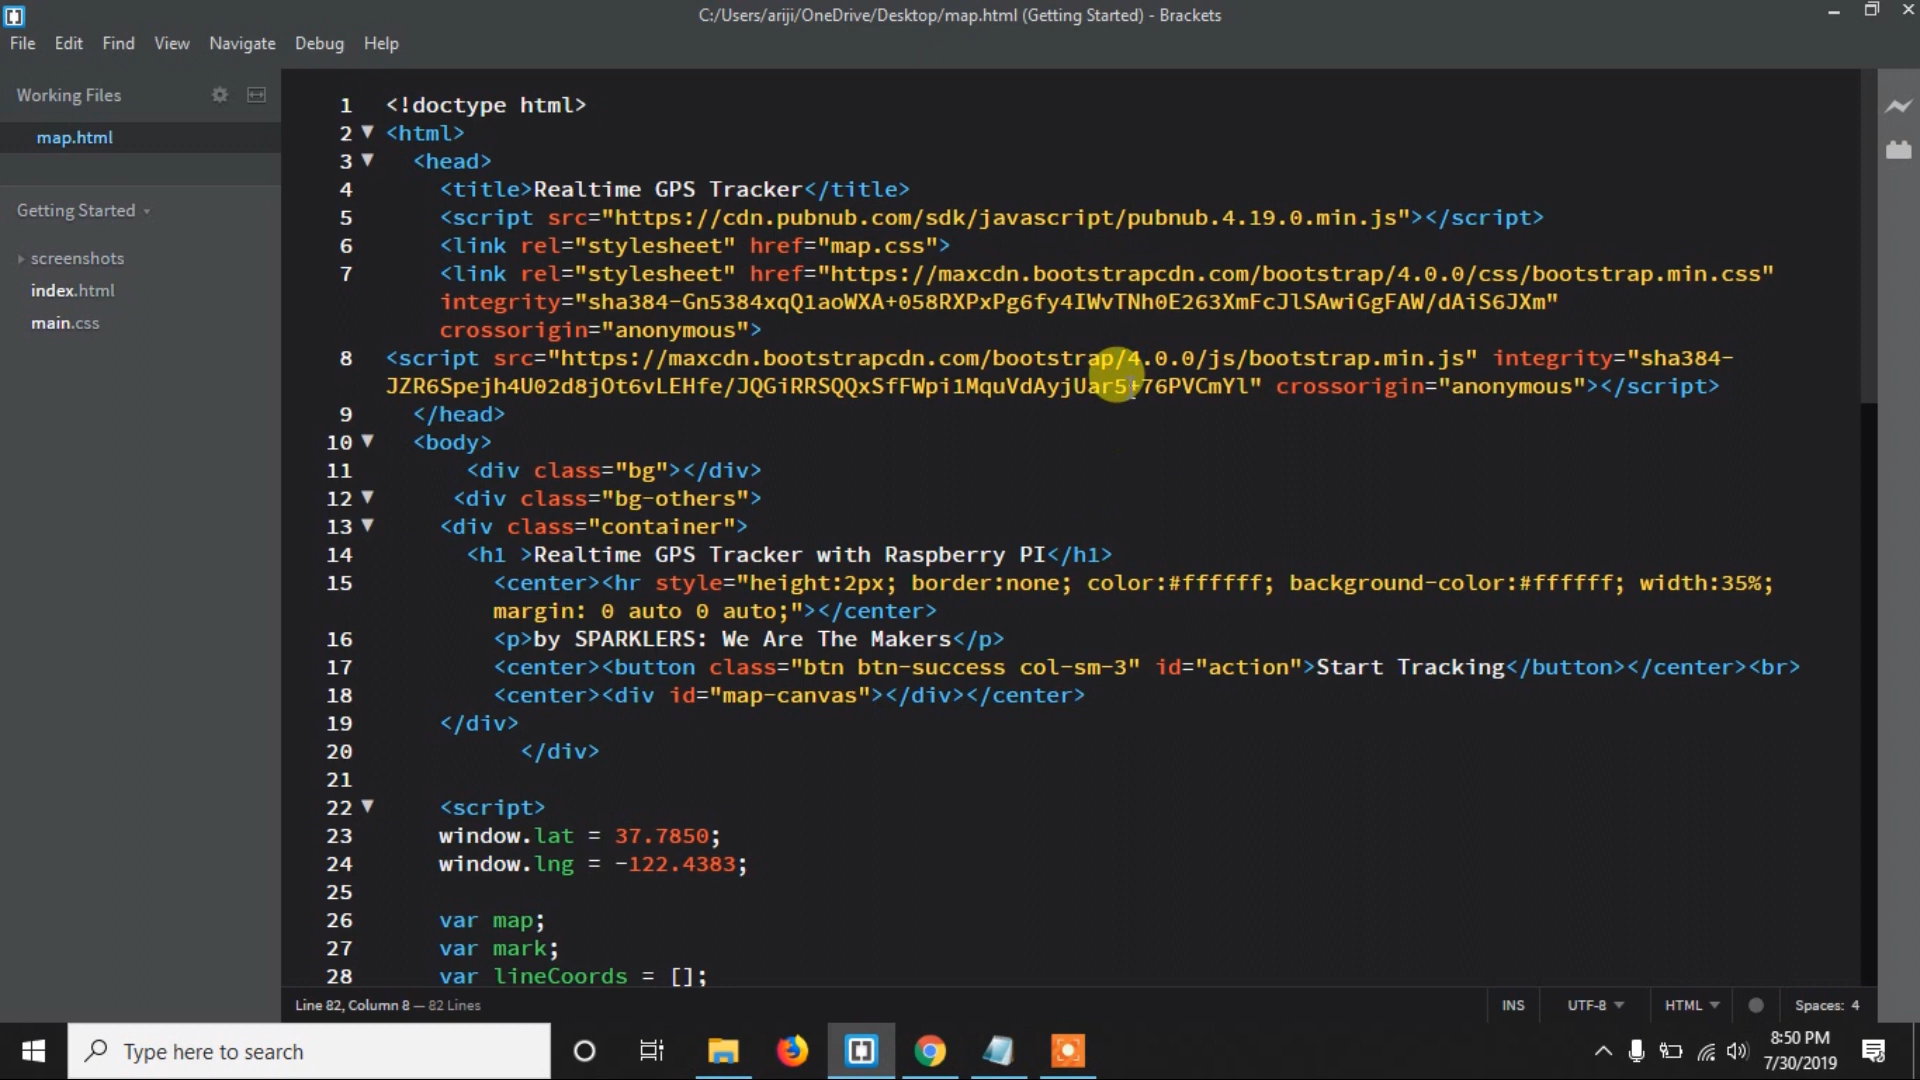 C:/Users/ariji/OneDrive/Desktop/map.html (Getting Started) - Brackets
File Edit Find View Navigate Debug Help
Working Files
map.html
Getting Started
screenshots
index.html
main.css
1 <!doctype html>
2 <html>
3 <head>
4 <title>Realtime GPS Tracker</title>
5 <script src="https://cdn.pubnub.com/sdk/javascript/pubnub.4.19.0.min.js"></script>
6 <link rel="stylesheet" href="map.css">
7 <link rel="stylesheet" href="https://maxcdn.bootstrapcdn.com/bootstrap/4.0.0/css/bootstrap.min.css"
integrity="sha384-Gn5384xqQ1aoWXA+058RXPxPg6fy4IWvTNh0E263XmFcJlSAwiGgFAW/dAiS6JXm"
crossorigin="anonymous">
8 <script src="https://maxcdn.bootstrapcdn.com/bootstrap/4.0.0/js/bootstrap.min.js" integrity="sha384-
JZR6Spejh4U02d8jOt6vLEHfe/JQGiRRSQQxSfFWpi1MquVdAyjUar5+76PVCmYl" crossorigin="anonymous"></script>
9 </head>
10 <body>
11 <div class="bg"></div>
12 <div class="bg-others">
13 <div class="container">
14 <h1 >Realtime GPS Tracker with Raspberry PI</h1>
15 <center><hr style="height:2px; border:none; color:#ffffff; background-color:#ffffff; width:35%;
margin: 0 auto 0 auto;"></center>
16 <p>by SPARKLERS: We Are The Makers</p>
17 <center><button class="btn btn-success col-sm-3" id="action">Start Tracking</button></center><br>
18 <center><div id="map-canvas"></div></center>
19 </div>
20 </div>
21
22 <script>
23 window.lat = 37.7850;
24 window.lng = -122.4383;
25
26 var map;
27 var mark;
28 var lineCoords = [];
Line 82, Column 8 — 82 Lines
INS UTF-8 HTML Spaces: 4
Type here to search
8:50 PM
7/30/2019